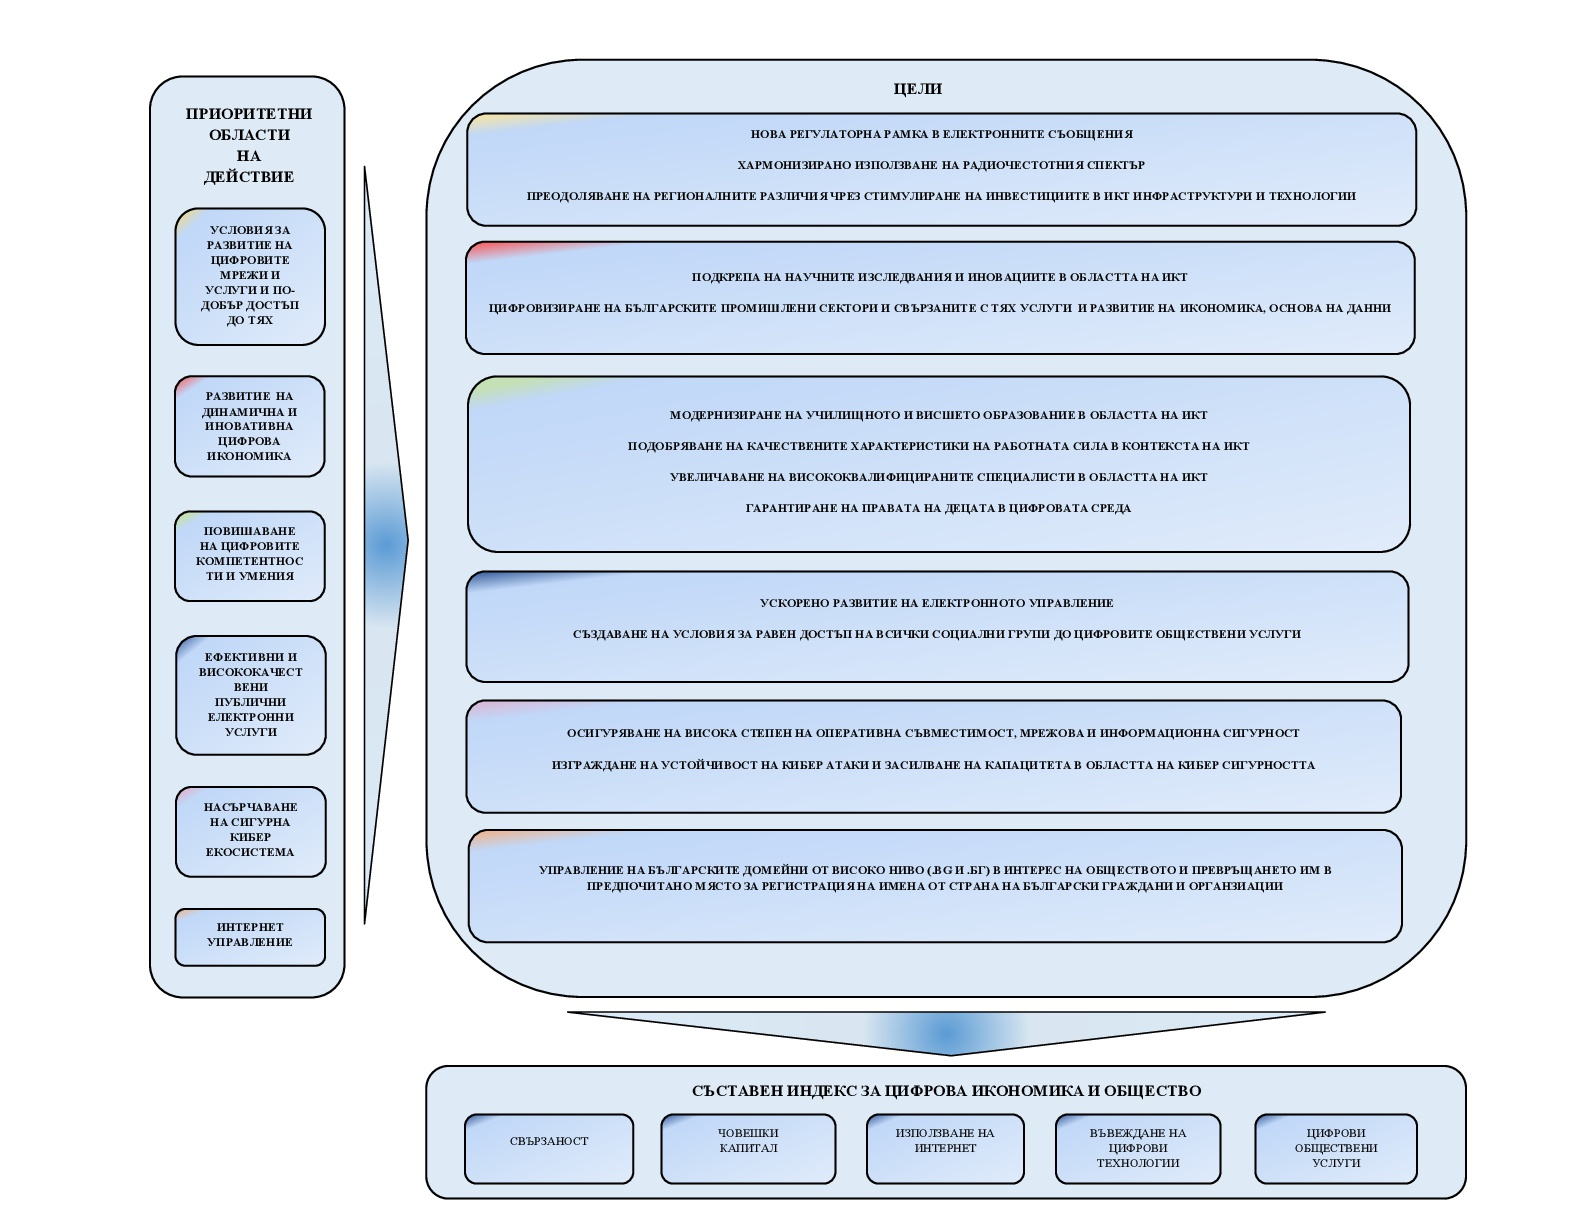 ПРИОРИТЕТНИ
ОБЛАСТИ
НА
ДЕЙСТВИЕ
УСЛОВИЯ ЗА
РАЗВИТИЕ НА
ЦИФРОВИТЕ
МРЕЖИ И
УСЛУГИ И ПО-
ДОБЪР ДОСТЪП
ДО ТЯХ
РАЗВИТИЕ НА
ДИНАМИЧНА И
ИНОВАТИВНА
ЦИФРОВА
ИКОНОМИКА
ПОВИШАВАНЕ
НА ЦИФРОВИТЕ
КОМПЕТЕНТНОС
ТИ И УМЕНИЯ
ЕФЕКТИВНИ И
ВИСОКОКАЧЕСТ
ВЕНИ
ПУБЛИЧНИ
ЕЛЕКТРОННИ
УСЛУГИ
НАСЪРЧАВАНЕ
НА СИГУРНА
КИБЕР
ЕКОСИСТЕМА
ИНТЕРНЕТ
УПРАВЛЕНИЕ
ЦЕЛИ
НОВА РЕГУЛАТОРНА РАМКА В ЕЛЕКТРОННИТЕ СЪОБЩЕНИЯ
ХАРМОНИЗИРАНО ИЗПОЛЗВАНЕ НА РАДИОЧЕСТОТНИЯ СПЕКТЪР
ПРЕОДОЛЯВАНЕ НА РЕГИОНАЛНИТЕ РАЗЛИЧИЯ ЧРЕЗ СТИМУЛИРАНЕ НА ИНВЕСТИЦИИТЕ В ИКТ ИНФРАСТРУКТУРИ И ТЕХНОЛОГИИ
ПОДКРЕПА НА НАУЧНИТЕ ИЗСЛЕДВАНИЯ И ИНОВАЦИИТЕ В ОБЛАСТТА НА ИКТ
ЦИФРОВИЗИРАНЕ НА БЪЛГАРСКИТЕ ПРОМИШЛЕНИ СЕКТОРИ И СВЪРЗАНИТЕ С ТЯХ УСЛУГИ И РАЗВИТИЕ НА ИКОНОМИКА, ОСНОВА НА ДАННИ
МОДЕРНИЗИРАНЕ НА УЧИЛИЩНОТО И ВИСШЕТО ОБРАЗОВАНИЕ В ОБЛАСТТА НА ИКТ
ПОДОБРЯВАНЕ НА КАЧЕСТВЕНИТЕ ХАРАКТЕРИСТИКИ НА РАБОТНАТА СИЛА В КОНТЕКСТА НА ИКТ
УВЕЛИЧАВАНЕ НА ВИСОКОКВАЛИФИЦИРАНИТЕ СПЕЦИАЛИСТИ В ОБЛАСТТА НА ИКТ
ГАРАНТИРАНЕ НА ПРАВАТА НА ДЕЦАТА В ЦИФРОВАТА СРЕДА
УСКОРЕНО РАЗВИТИЕ НА ЕЛЕКТРОННОТО УПРАВЛЕНИЕ
СЪЗДАВАНЕ НА УСЛОВИЯ ЗА РАВЕН ДОСТЪП НА ВСИЧКИ СОЦИАЛНИ ГРУПИ ДО ЦИФРОВИТЕ ОБЩЕСТВЕНИ УСЛУГИ
ОСИГУРЯВАНЕ НА ВИСОКА СТЕПЕН НА ОПЕРАТИВНА СЪВМЕСТИМОСТ, МРЕЖОВА И ИНФОРМАЦИОННА СИГУРНОСТ
ИЗГРАЖДАНЕ НА УСТОЙЧИВОСТ НА КИБЕР АТАКИ И ЗАСИЛВАНЕ НА КАПАЦИТЕТА В ОБЛАСТТА НА КИБЕР СИГУРНОСТТА
УПРАВЛЕНИЕ НА БЪЛГАРСКИТЕ ДОМЕЙНИ ОТ ВИСОКО НИВО (.BG И .БГ) В ИНТЕРЕС НА ОБЩЕСТВОТО И ПРЕВРЪЩАНЕТО ИМ В
ПРЕДПОЧИТАНО МЯСТО ЗА РЕГИСТРАЦИЯ НА ИМЕНА ОТ СТРАНА НА БЪЛГАРСКИ ГРАЖДАНИ И ОРГАНЗИАЦИИ
СЪСТАВЕН ИНДЕКС ЗА ЦИФРОВА ИКОНОМИКА И ОБЩЕСТВО
СВЪРЗАНОСТ
ЧОВЕШКИ
КАПИТАЛ
ИЗПОЛЗВАНЕ НА
ИНТЕРНЕТ
ВЪВЕЖДАНЕ НА
ЦИФРОВИ
ТЕХНОЛОГИИ
ЦИФРОВИ
ОБЩЕСТВЕНИ
УСЛУГИ